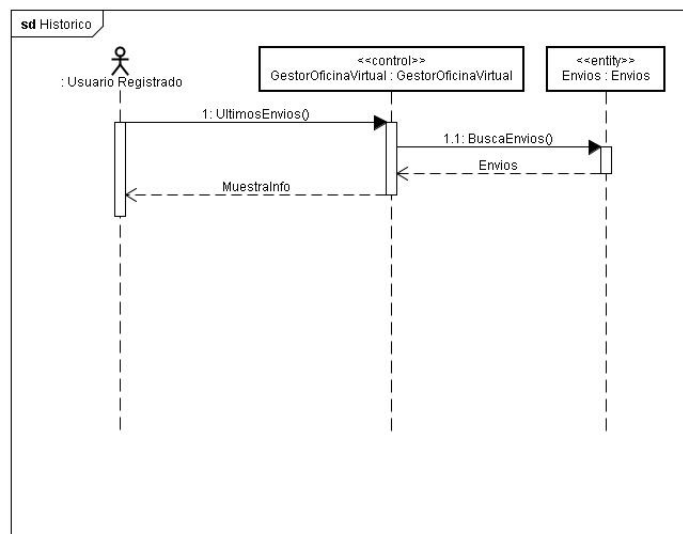 sd Historico
: Usuario Registrado
<<control>>
GestorOficinaVirtual : GestorOficinaVirtual
<<entity>>
Envios : Envios
1: UltimosEnvios()
1.1: BuscaEnvios()
Envios
MuestraInfo